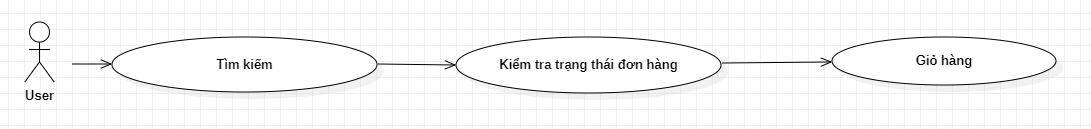 Tìm kiếm
Kiểm tra trạng thái đơn hàng
Giỏ hàng
User